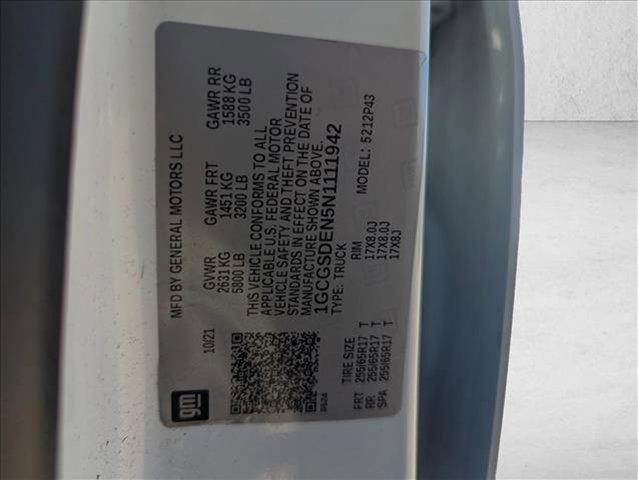 gm
10/21
MFD BY GENERAL MOTORS LLC
GVWR GAWR FRT GAWR RR
2631 KG 1451 KG 1588 KG
5800 LB 3200 LB 3500 LB
THIS VEHICLE CONFORMS TO ALL
APPLICABLE U.S. FEDERAL MOTOR
VEHICLE SAFETY AND THEFT PREVENTION
STANDARDS IN EFFECT ON THE DATE OF
MANUFACTURE SHOWN ABOVE.
1GCGSDEN5N1111942
TYPE: TRUCK MODEL: 5212P43
TIRE SIZE RIM
FRT 255/65R17 T 17X8.0J
RR 255/65R17 T 17X8.0J
SPA 255/65R17 T 17X8J